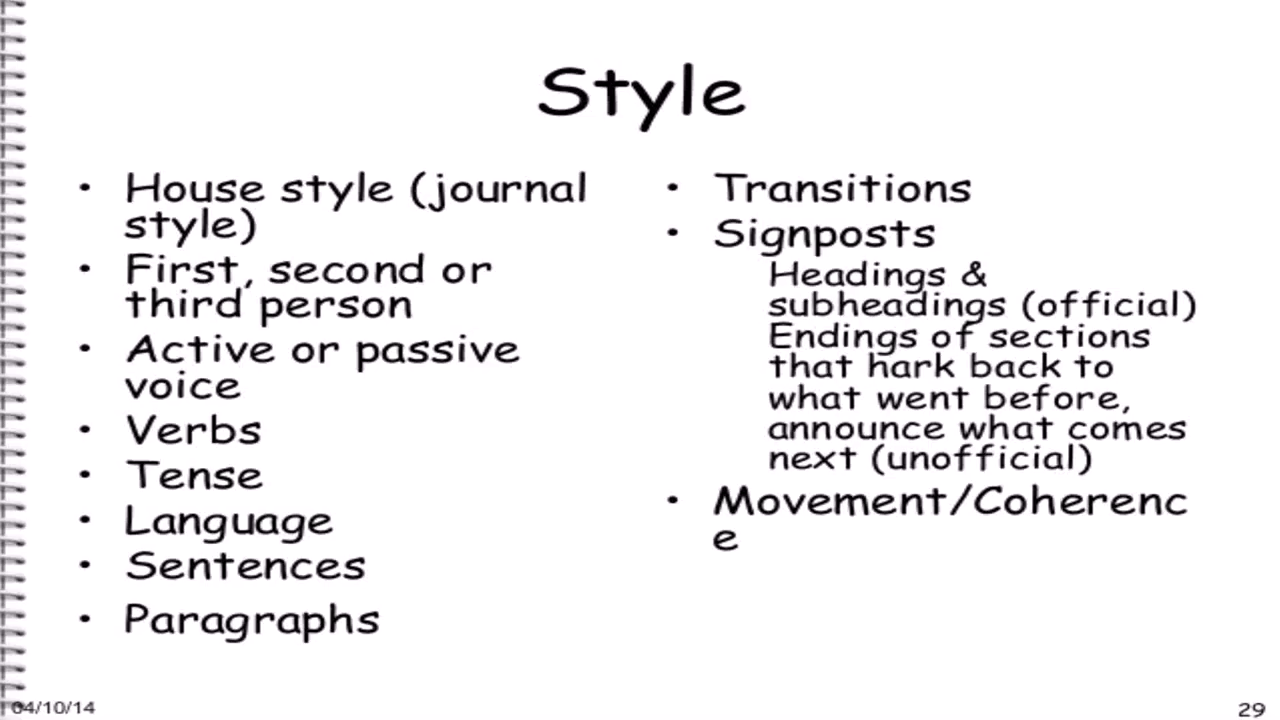 Style
• House style (journal
style)
• First, second or
third person
• Active or passive
voice
• Verbs
• Tense
• Language
• Sentences
• Paragraphs
• Transitions
• Signposts
Headings &
subheadings (official)
Endings of sections
that hark back to
what went before,
announce what comes
next (unofficial)
• Movement/Coherenc
e
04/10/14
29